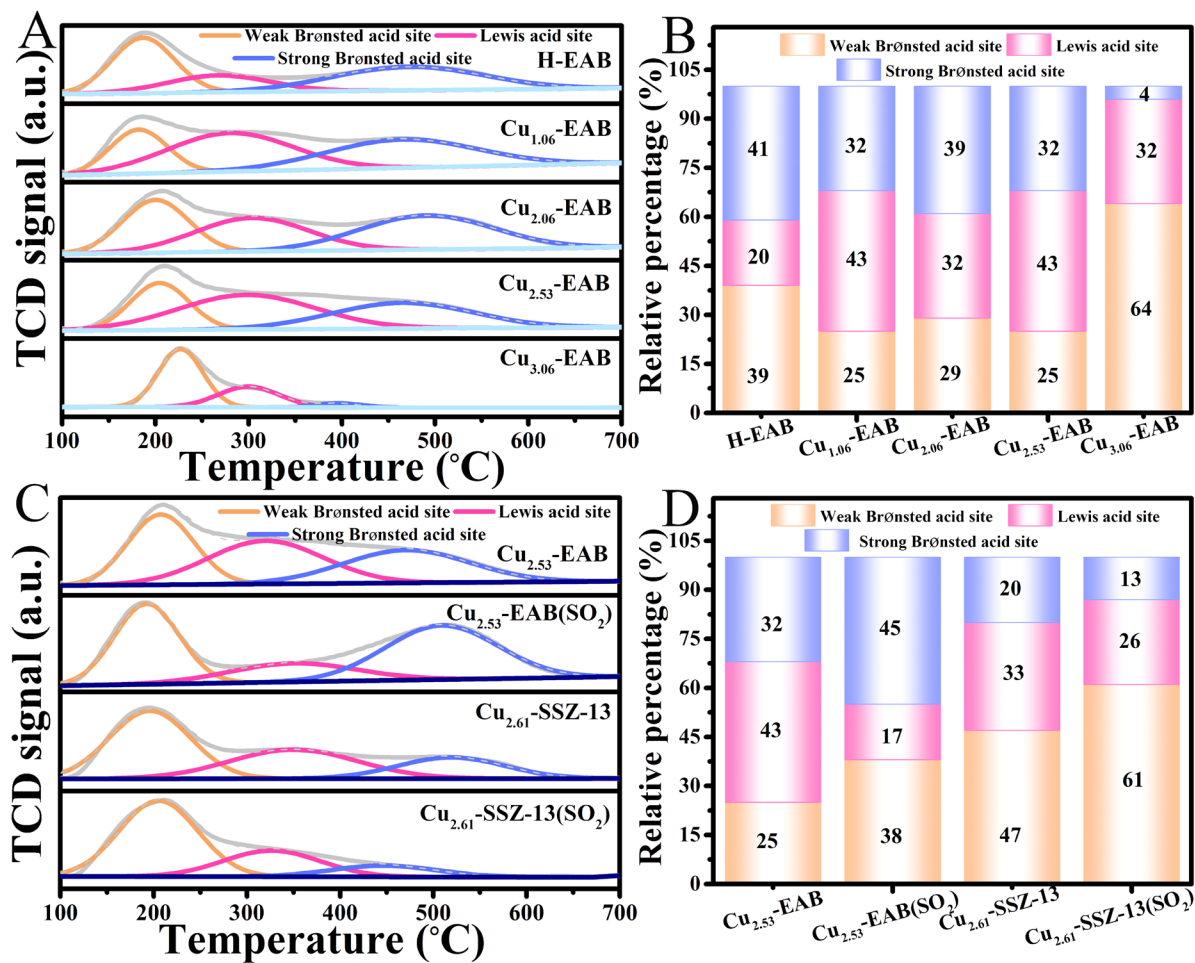 A
TCD signal (a.u.)
Weak Brønsted acid site
Lewis acid site
Strong Brønsted acid site
H-EAB
Cu1.06-EAB
Cu2.06-EAB
Cu2.53-EAB
Cu3.06-EAB
100 200 300 400 500 600 700
Temperature (°C)
B
Relative percentage (%)
Weak Brønsted acid site
Lewis acid site
Strong Brønsted acid site
105
90
75
60
45
30
15
0
41 32 39 32 4
20 43 32 43 32
39 25 29 25 64
H-EAB Cu1.06-EAB Cu2.06-EAB Cu2.53-EAB Cu3.06-EAB
C
TCD signal (a.u.)
Weak Brønsted acid site
Lewis acid site
Strong Brønsted acid site
Cu2.53-EAB
Cu2.53-EAB(SO2)
Cu2.61-SSZ-13
Cu2.61-SSZ-13(SO2)
100 200 300 400 500 600 700
Temperature (°C)
D
Relative percentage (%)
Weak Brønsted acid site
Lewis acid site
Strong Brønsted acid site
105
90
75
60
45
30
15
0
32 45 20 13
43 17 33 26
25 38 47 61
Cu2.53-EAB Cu2.53-EAB(SO2) Cu2.61-SSZ-13 Cu2.61-SSZ-13(SO2)